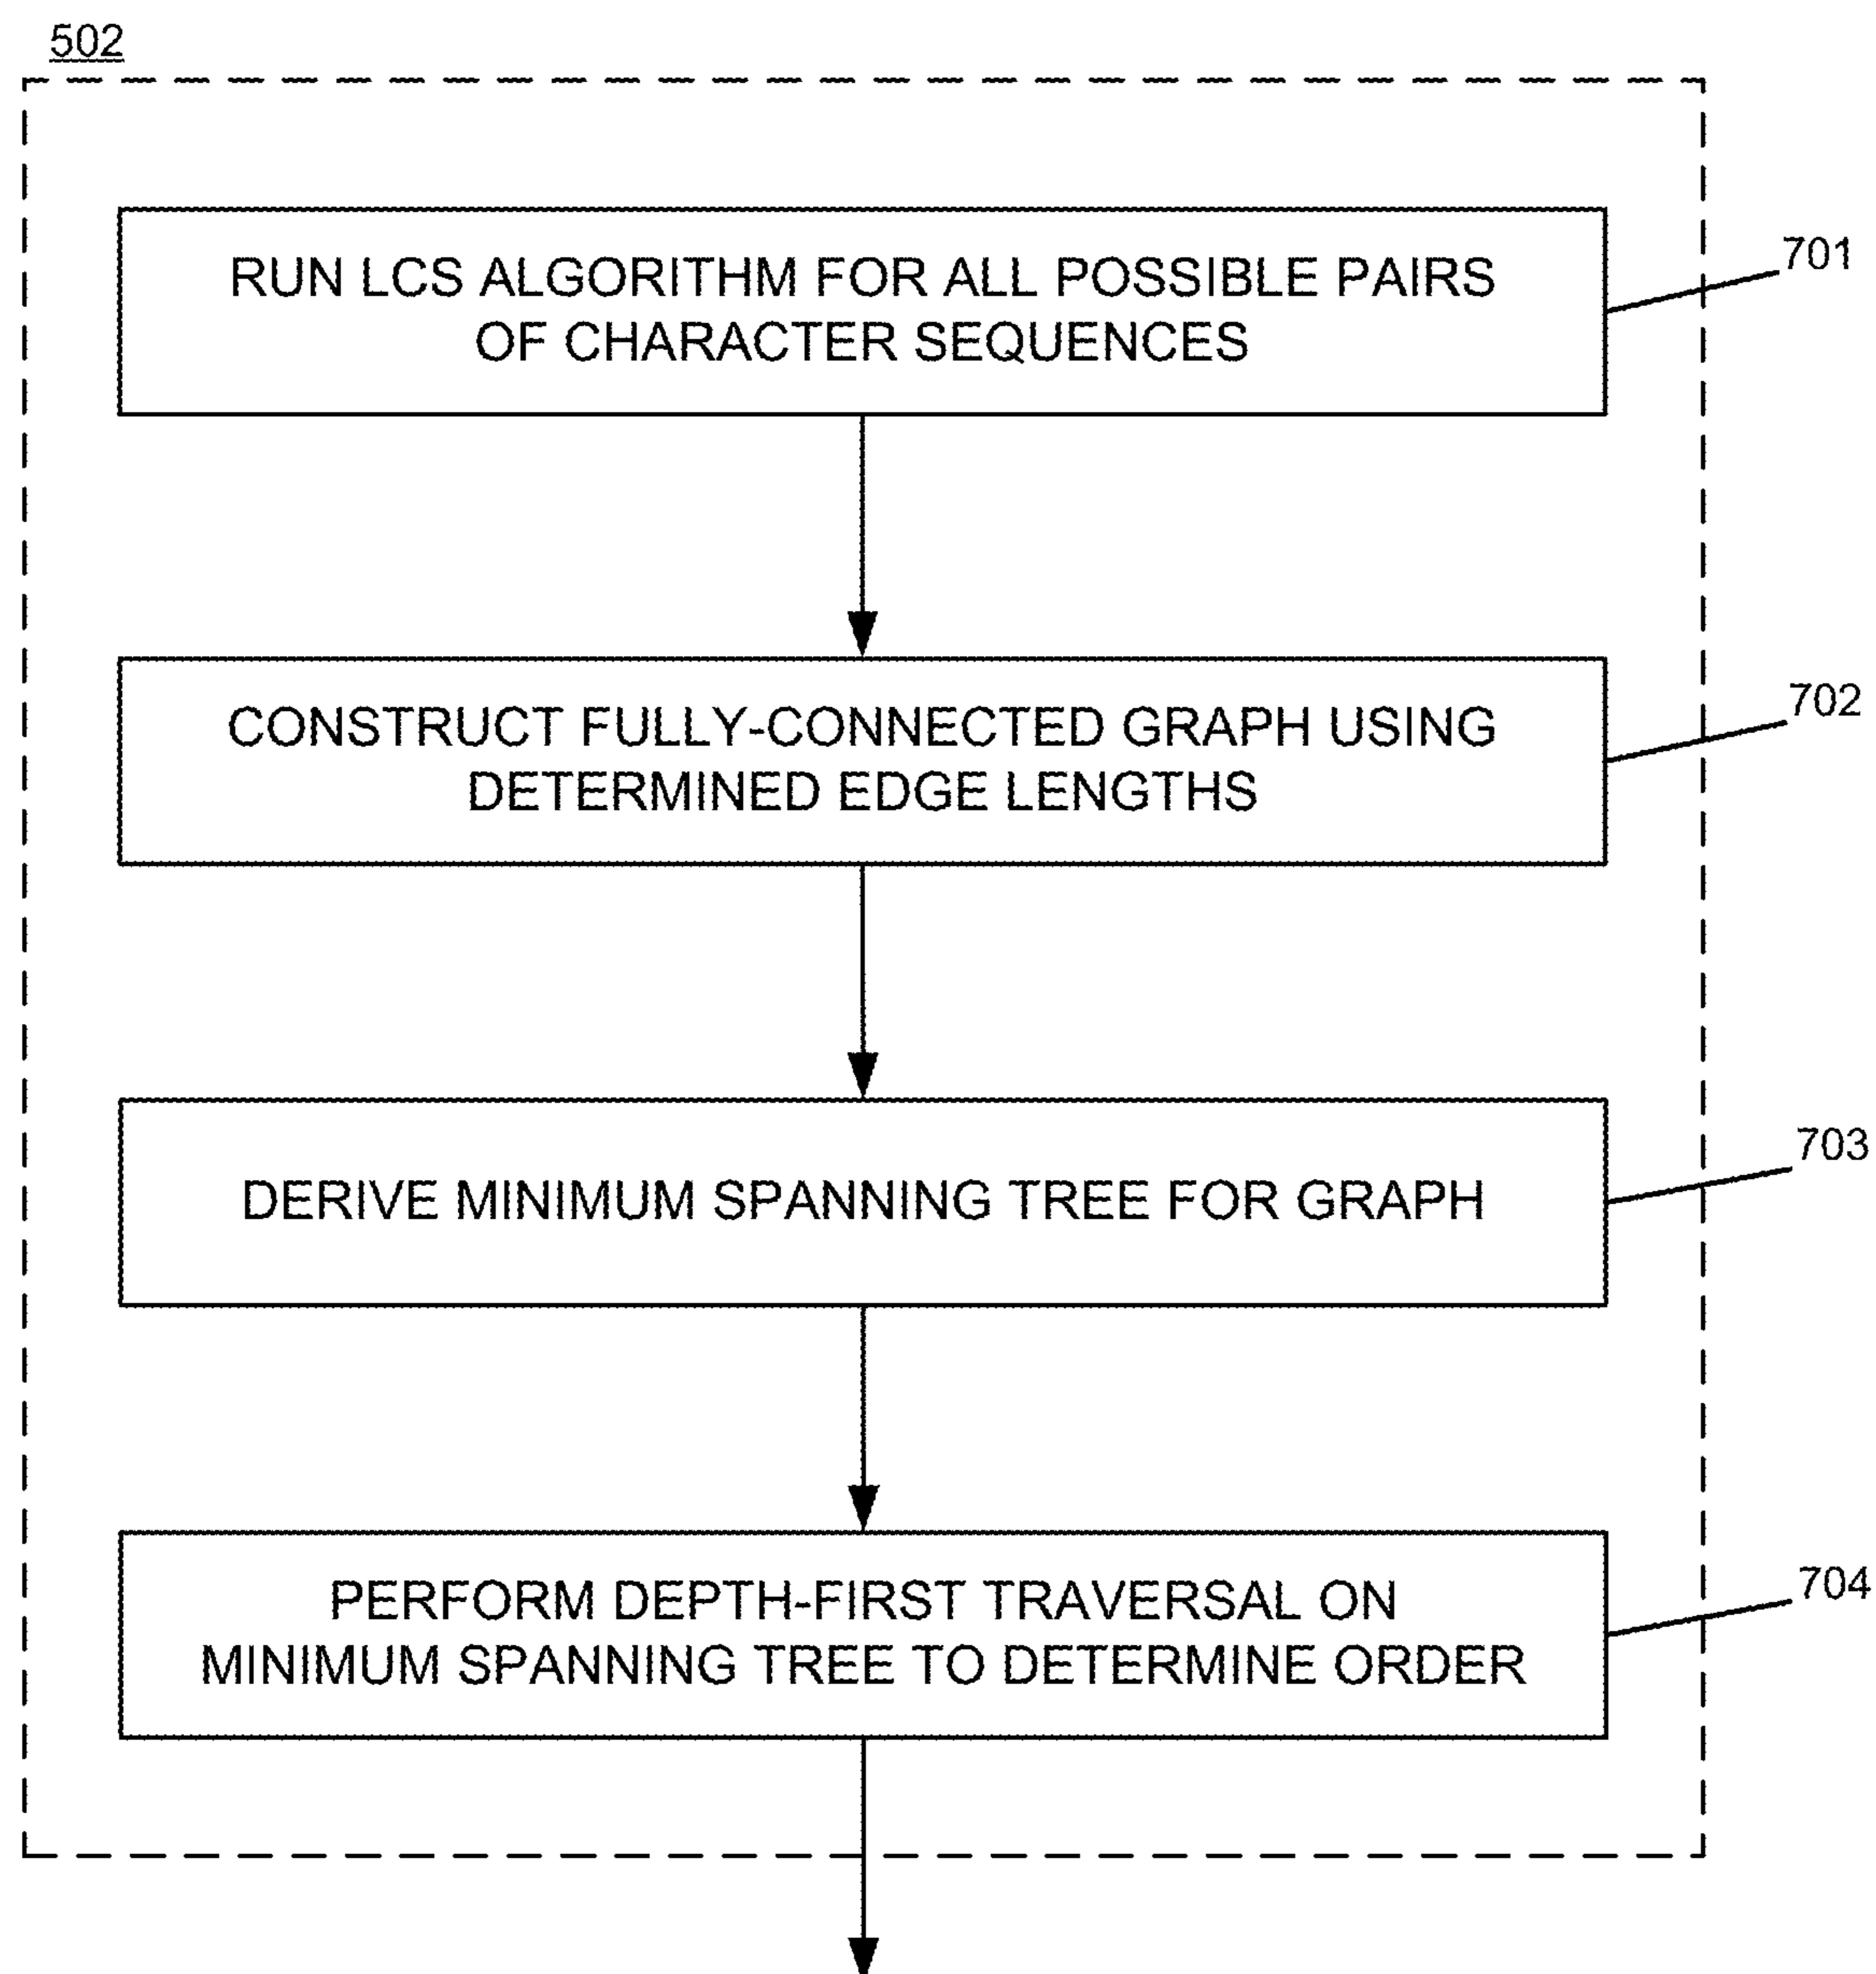 502
RUN LCS ALGORITHM FOR ALL POSSIBLE PAIRS
OF CHARACTER SEQUENCES
701
CONSTRUCT FULLY-CONNECTED GRAPH USING
DETERMINED EDGE LENGTHS
702
DERIVE MINIMUM SPANNING TREE FOR GRAPH
703
PERFORM DEPTH-FIRST TRAVERSAL ON
MINIMUM SPANNING TREE TO DETERMINE ORDER
704